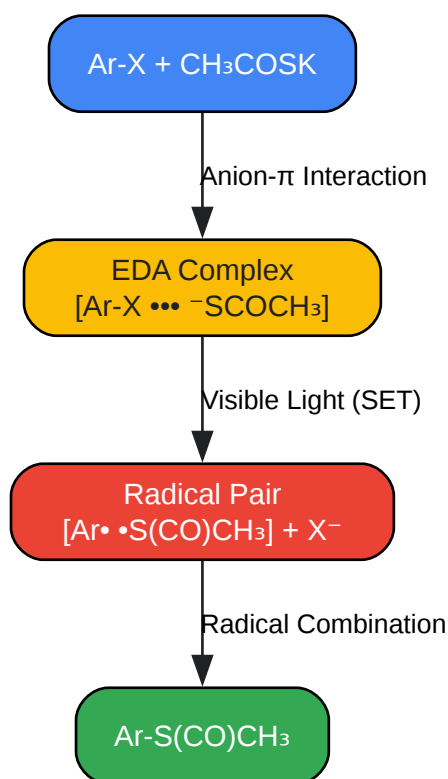 Ar-X + CH₃COSK
Anion-π Interaction
EDA Complex
[Ar-X ••• ⁻SCOCH₃]
Visible Light (SET)
Radical Pair
[Ar• •S(CO)CH₃] + X⁻
Radical Combination
Ar-S(CO)CH₃